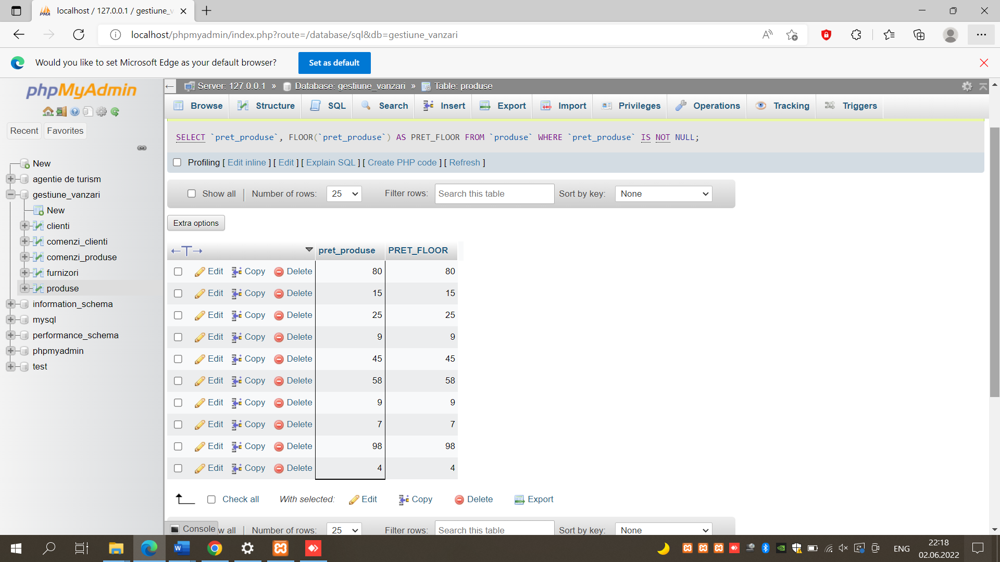 localhost / 127.0.0.1 / gestiune_v
localhost/phpmyadmin/index.php?route=/database/sql&db=gestiune_vanzari
Would you like to set Microsoft Edge as your default browser?
Set as default
phpMyAdmin
Recent
Favorites
New
agentie de turism
gestiune_vanzari
New
clienti
comenzi_clienti
comenzi_produse
furnizori
produse
information_schema
mysql
performance_schema
phpmyadmin
test
Server: 127.0.0.1 » Database: gestiune_vanzari » Table: produse
Browse Structure SQL Search Insert Export Import Privileges Operations Tracking Triggers
SELECT `pret_produse`, FLOOR(`pret_produse`) AS PRET_FLOOR FROM `produse` WHERE `pret_produse` IS NOT NULL;
Profiling [ Edit inline ] [ Edit ] [ Explain SQL ] [ Create PHP code ] [ Refresh ]
Show all | Number of rows: 25 Filter rows: Search this table Sort by key: None
Extra options
←T→ pret_produse PRET_FLOOR
Edit Copy Delete 80 80
Edit Copy Delete 15 15
Edit Copy Delete 25 25
Edit Copy Delete 9 9
Edit Copy Delete 45 45
Edit Copy Delete 58 58
Edit Copy Delete 9 9
Edit Copy Delete 7 7
Edit Copy Delete 98 98
Edit Copy Delete 4 4
Check all With selected: Edit Copy Delete Export
Console w all | Number of rows: 25 Filter rows: Search this table Sort by key: None
ENG
22:18
02.06.2022